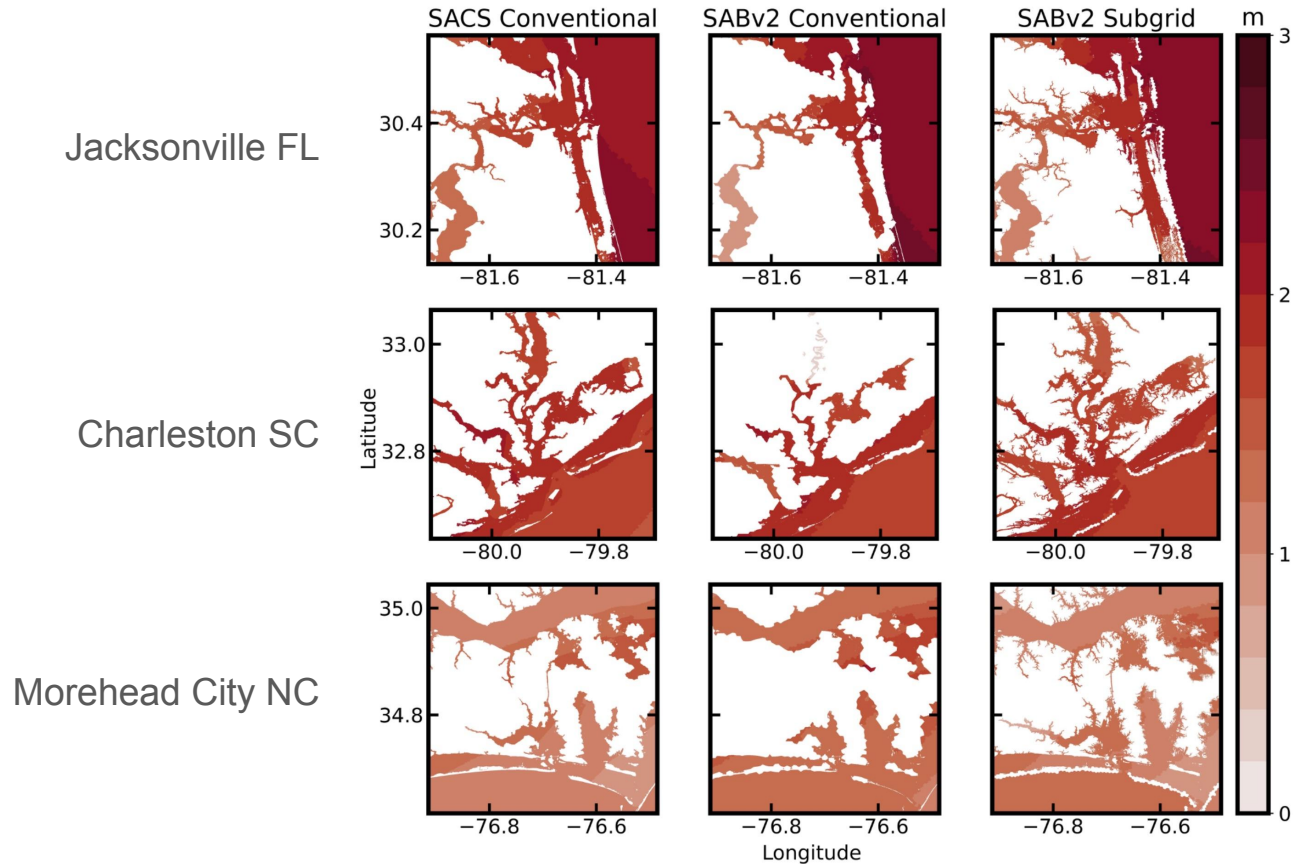 SACS Conventional SABv2 Conventional SABv2 Subgrid m
3
Jacksonville FL
30.4
30.2
−81.6 −81.4 −81.6 −81.4 −81.6 −81.4
2
33.0
Charleston SC
Latitude
32.8
−80.0 −79.8 −80.0 −79.8 −80.0 −79.8
1
35.0
Morehead City NC
34.8
0
−76.8 −76.6 −76.8 −76.6 −76.8 −76.6
Longitude